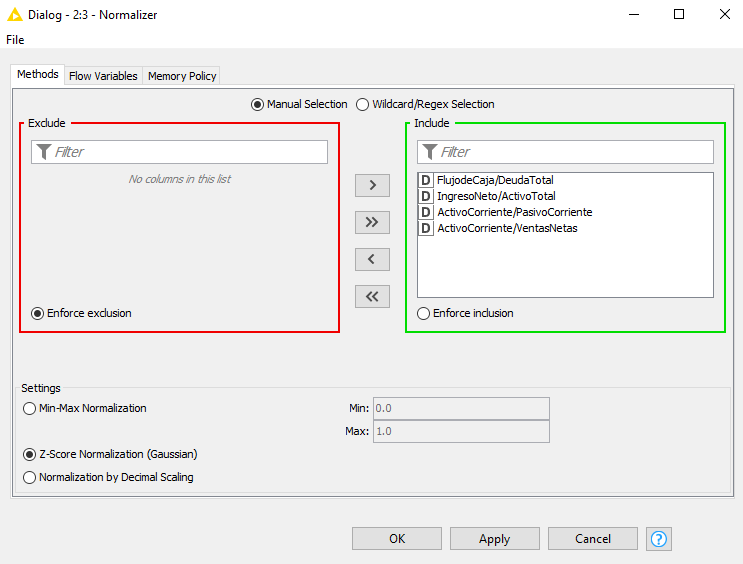 Dialog - 2:3 - Normalizer
File
Methods Flow Variables Memory Policy
Manual Selection Wildcard/Regex Selection
Exclude
Filter
No columns in this list
Enforce exclusion
>
>>
<
<<
Include
Filter
D FlujodeCaja/DeudaTotal
D IngresoNeto/ActivoTotal
D ActivoCorriente/PasivoCorriente
D ActivoCorriente/VentasNetas
Enforce inclusion
Settings
Min-Max Normalization Min: 0.0
Max: 1.0
Z-Score Normalization (Gaussian)
Normalization by Decimal Scaling
OK Apply Cancel ?